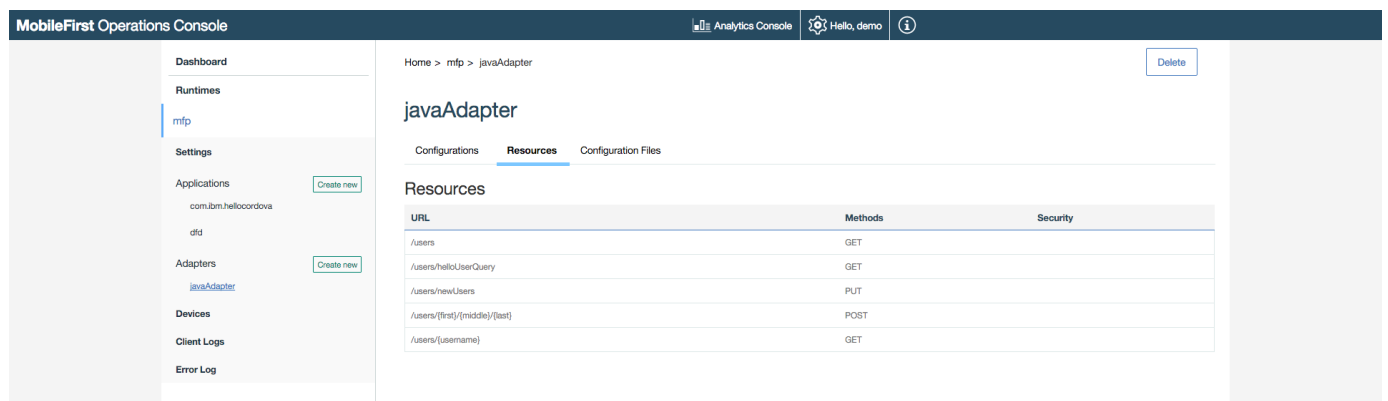 MobileFirst Operations Console
Analytics Console
Hello, demo
Dashboard
Runtimes
mfp
Settings
Applications
Create new
com.ibm.hellocordova
dfd
Adapters
Create new
javaAdapter
Devices
Client Logs
Error Log
Home > mfp > javaAdapter
Delete
javaAdapter
Configurations Resources Configuration Files
Resources
URL Methods Security
/users GET
/users/helloUserQuery GET
/users/newUsers PUT
/users/{first}/{middle}/{last} POST
/users/{username} GET